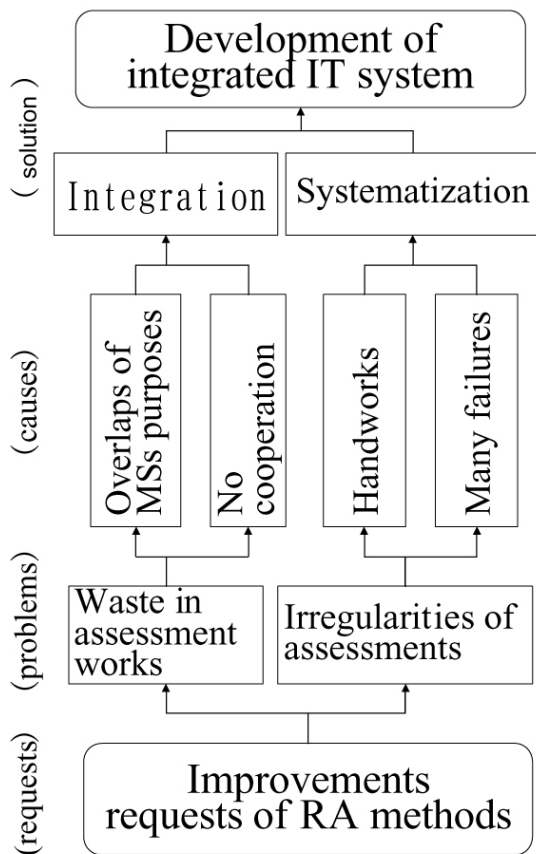 Development of
integrated IT system
( solution )
Integration
Systematization
(causes)
Overlaps of
MSs purposes
No
cooperation
Handworks
Many failures
(problems)
Waste in
assessment
works
Irregularities of
assessments
(requests)
Improvements
requests of RA methods